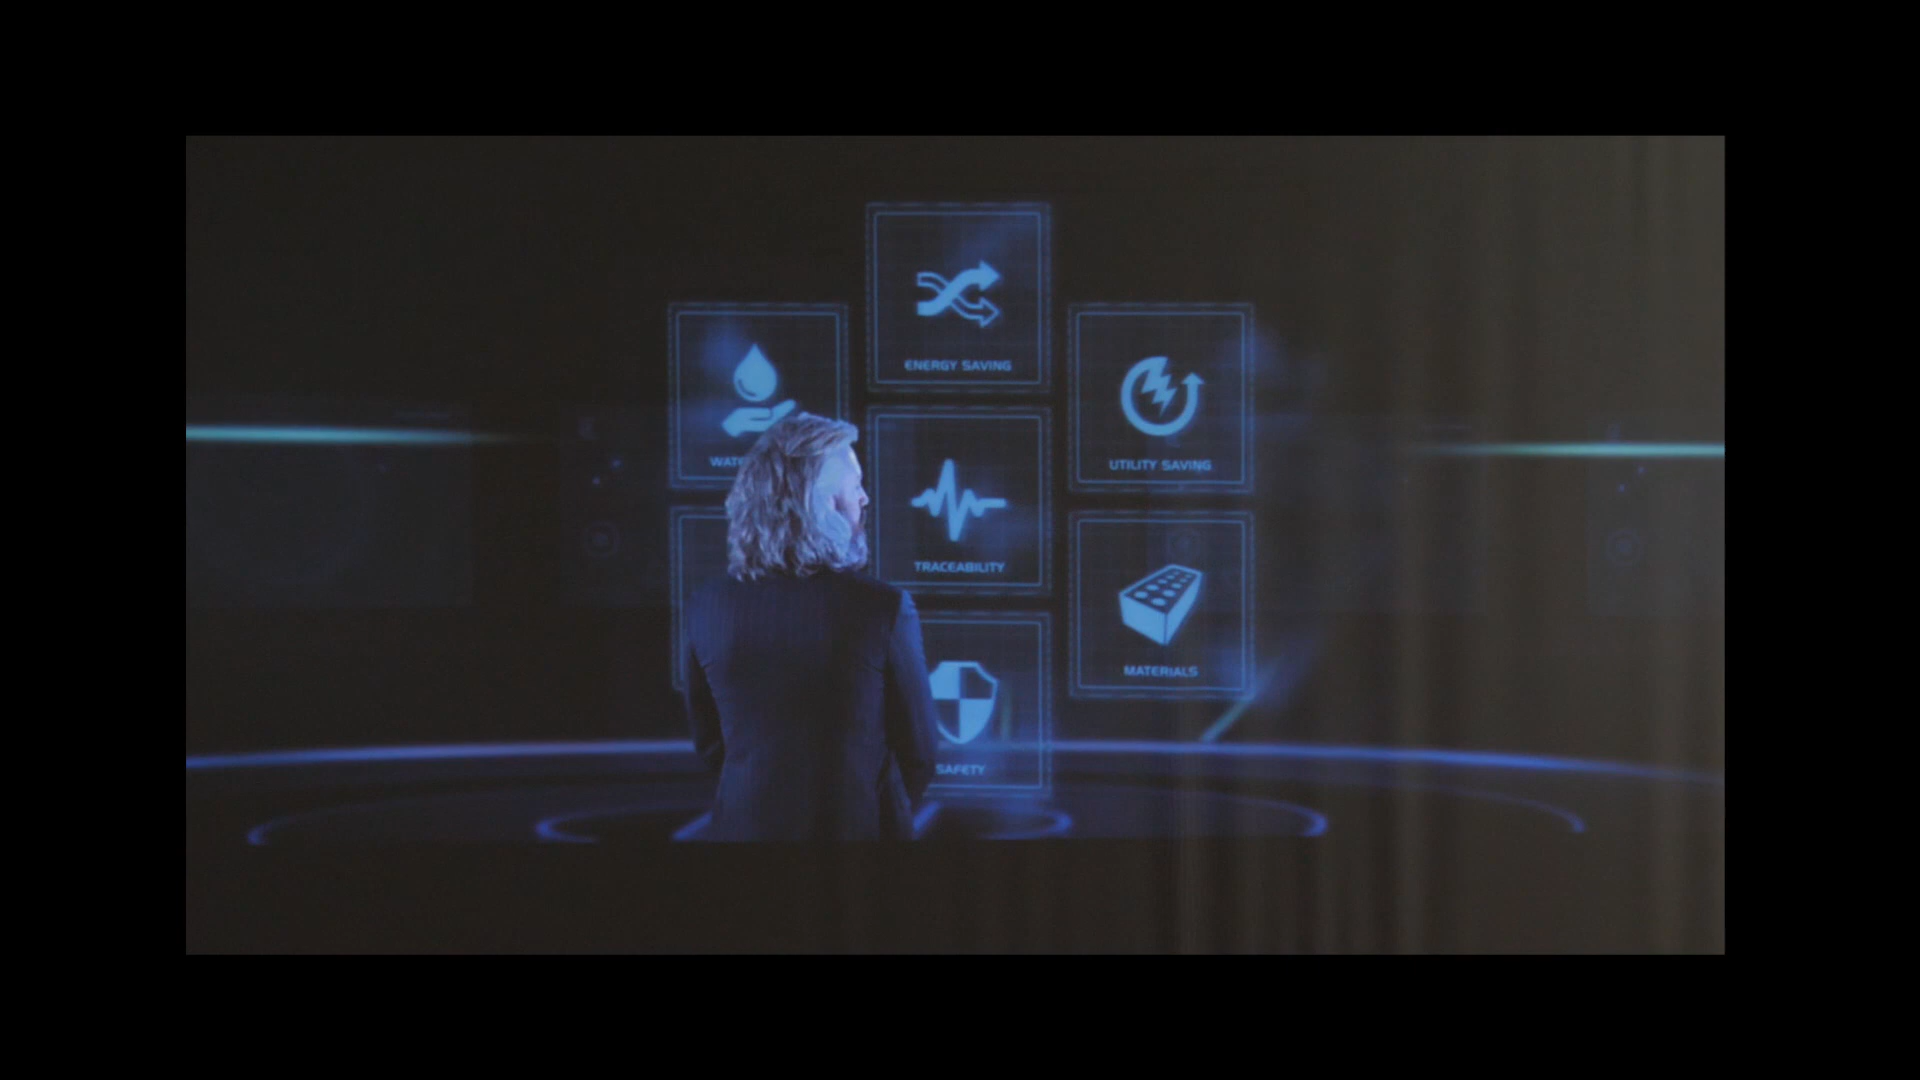 ENERGY SAVING
UTILITY SAVING
TRACEABILITY
MATERIALS
SAFETY